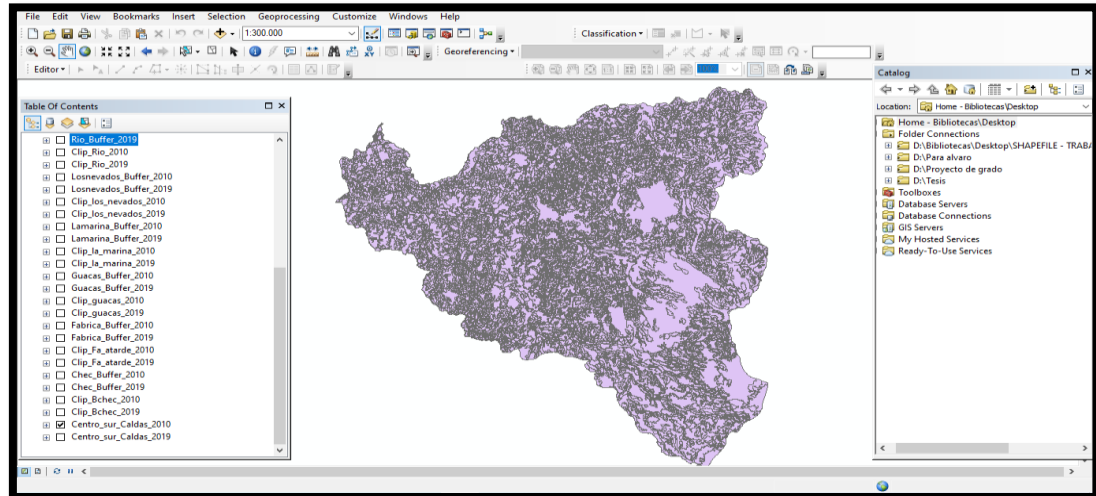 File Edit View Bookmarks Insert Selection Geoprocessing Customize Windows Help
1:300.000
Classification
Georeferencing
Editor
Table Of Contents
Rio_Buffer_2019
Clip_Rio_2010
Clip_Rio_2019
Losnevados_Buffer_2010
Losnevados_Buffer_2019
Clip_los_nevados_2010
Clip_los_nevados_2019
Lamarina_Buffer_2010
Lamarina_Buffer_2019
Clip_la_marina_2010
Clip_la_marina_2019
Guacas_Buffer_2010
Guacas_Buffer_2019
Clip_guacas_2010
Clip_guacas_2019
Fabrica_Buffer_2010
Fabrica_Buffer_2019
Clip_Fa_atarde_2010
Clip_Fa_atarde_2019
Chec_Buffer_2010
Chec_Buffer_2019
Clip_Bchec_2010
Clip_Bchec_2019
Centro_sur_Caldas_2010
Centro_sur_Caldas_2019
Catalog
Location: Home - Bibliotecas\Desktop
Home - Bibliotecas\Desktop
Folder Connections
D:\Bibliotecas\Desktop\SHAPEFILE - TRABA
D:\Para alvaro
D:\Proyecto de grado
D:\Tesis
Toolboxes
Database Servers
Database Connections
GIS Servers
My Hosted Services
Ready-To-Use Services